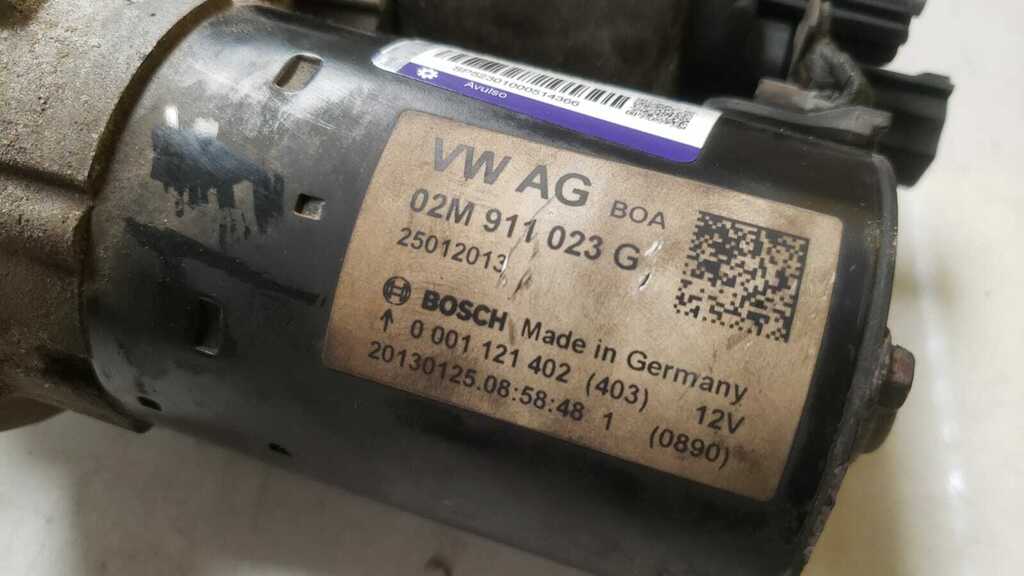 SP82301000514366
Avulso
VW AG BOA
02M 911 023 G
25012013
BOSCH Made in Germany
↑ 0 001 121 402 (403) 12V
20130125.08:58:48 1 (0890)